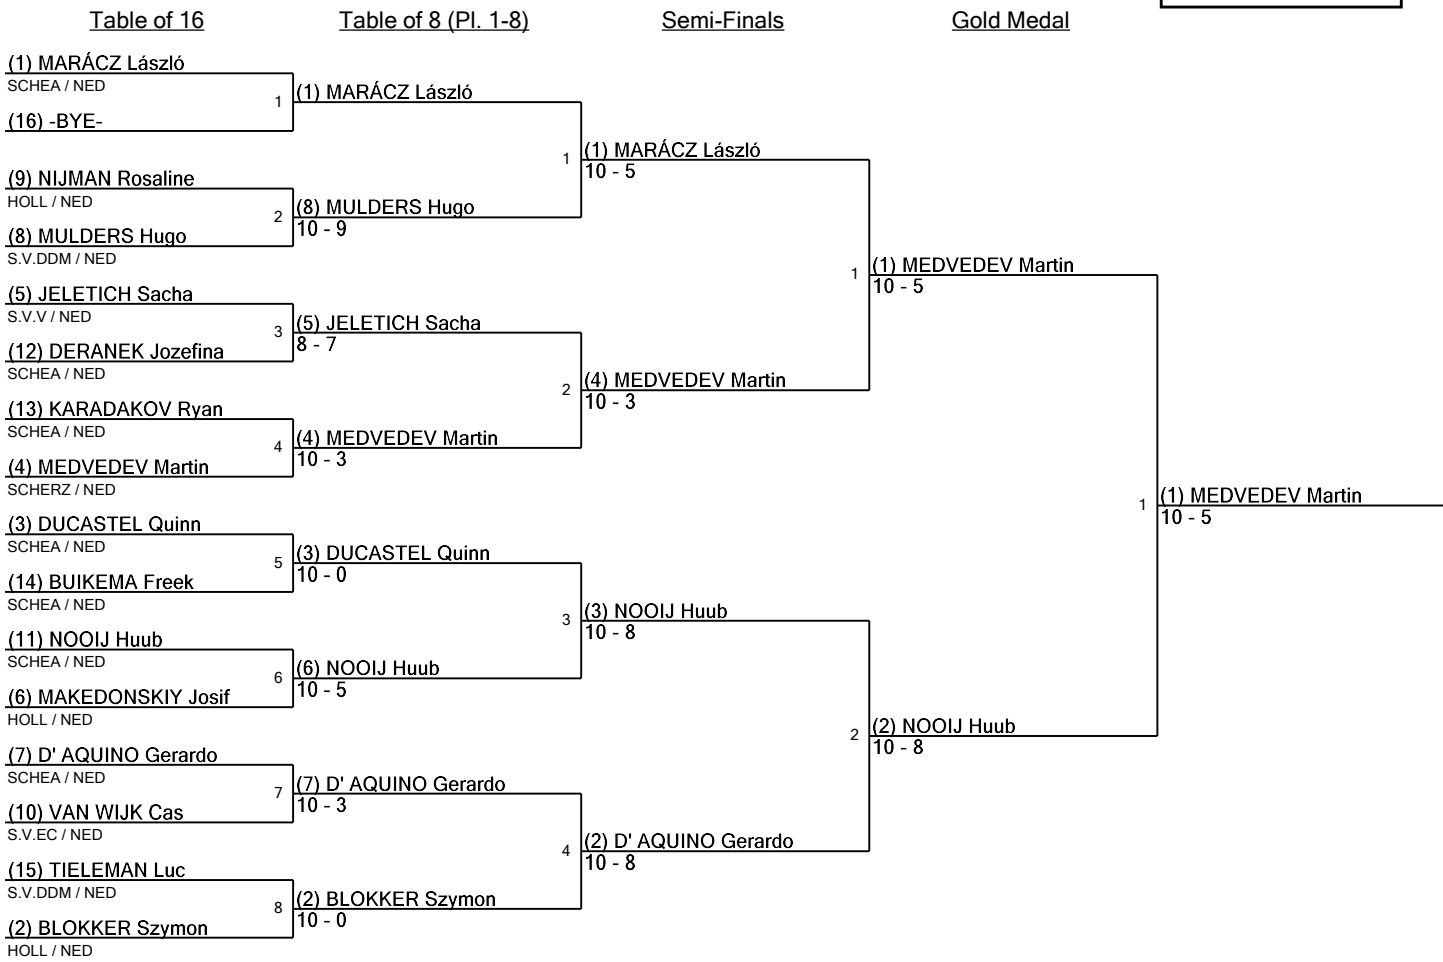 Table of 16
Table of 8 (Pl. 1-8)
Semi-Finals
Gold Medal
(1) MARÁCZ László
SCHEA / NED
(16) -BYE-
(9) NIJMAN Rosaline
HOLL / NED
(8) MULDERS Hugo
S.V.DDM / NED
(5) JELETICH Sacha
S.V.V / NED
(12) DERANEK Jozefina
SCHEA / NED
(13) KARADAKOV Ryan
SCHEA / NED
(4) MEDVEDEV Martin
SCHERZ / NED
(3) DUCASTEL Quinn
SCHEA / NED
(14) BUIKEMA Freek
SCHEA / NED
(11) NOOIJ Huub
SCHEA / NED
(6) MAKEDONSKIY Josif
HOLL / NED
(7) D' AQUINO Gerardo
SCHEA / NED
(10) VAN WIJK Cas
S.V.EC / NED
(15) TIELEMAN Luc
S.V.DDM / NED
(2) BLOKKER Szymon
HOLL / NED
1
(1) MARÁCZ László
2
(8) MULDERS Hugo
10 - 9
3
(5) JELETICH Sacha
8 - 7
4
(4) MEDVEDEV Martin
10 - 3
5
(3) DUCASTEL Quinn
10 - 0
6
(6) NOOIJ Huub
10 - 5
7
(7) D' AQUINO Gerardo
10 - 3
8
(2) BLOKKER Szymon
10 - 0
1
(1) MARÁCZ László
10 - 5
2
(4) MEDVEDEV Martin
10 - 3
3
(3) NOOIJ Huub
10 - 8
4
(2) D' AQUINO Gerardo
10 - 8
1
(1) MEDVEDEV Martin
10 - 5
2
(2) NOOIJ Huub
10 - 8
1
(1) MEDVEDEV Martin
10 - 5